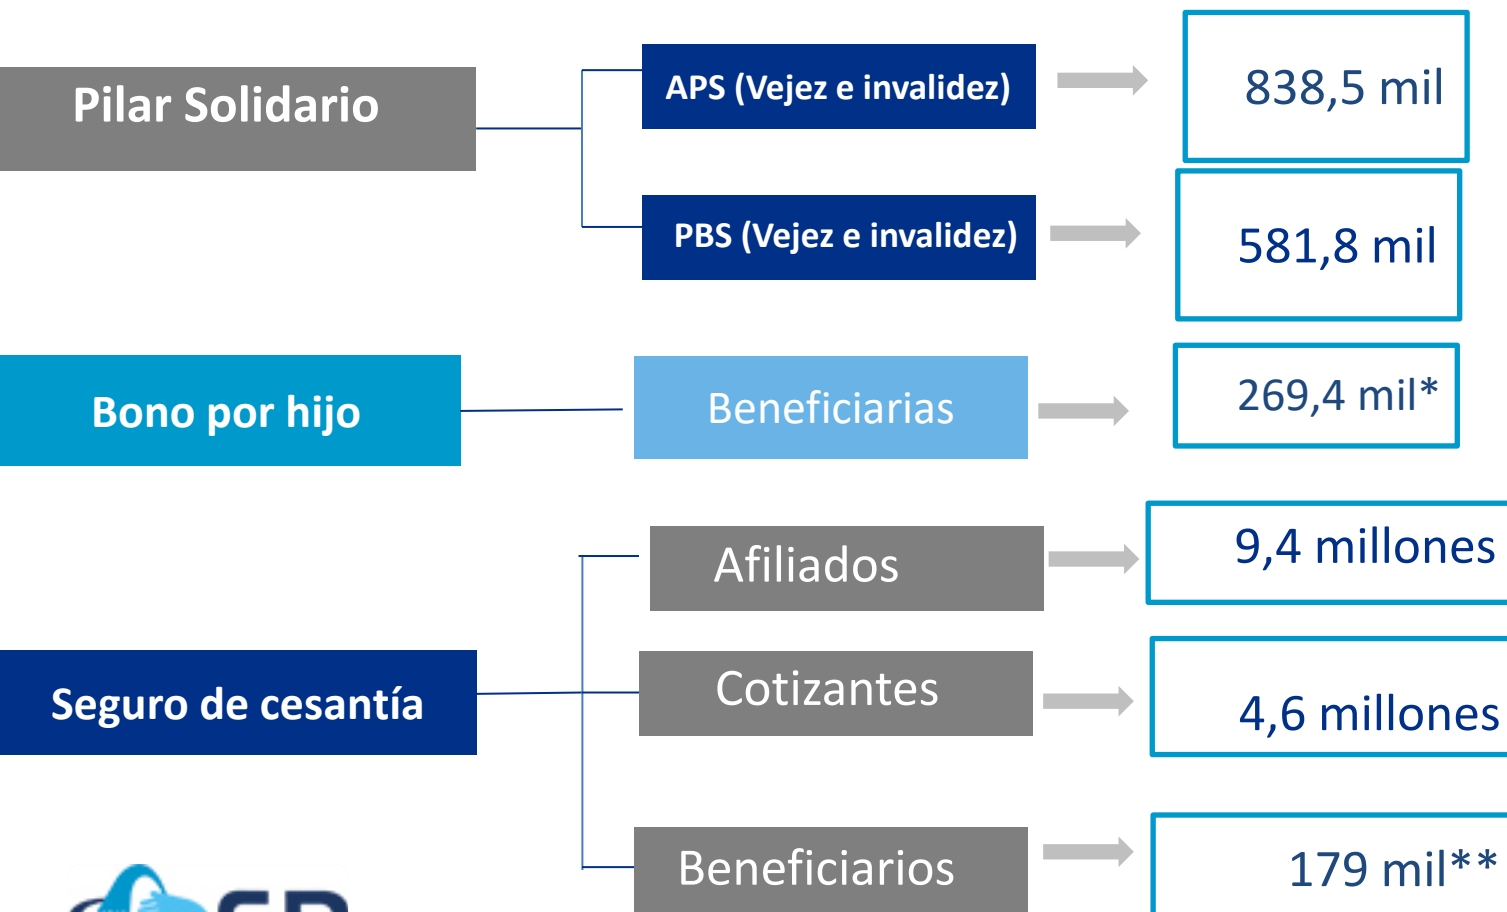 Pilar Solidario
APS (Vejez e invalidez)
838,5 mil
PBS (Vejez e invalidez)
581,8 mil
Bono por hijo
Beneficiarias
269,4 mil*
Seguro de cesantía
Afiliados
9,4 millones
Cotizantes
4,6 millones
Beneficiarios
179 mil**